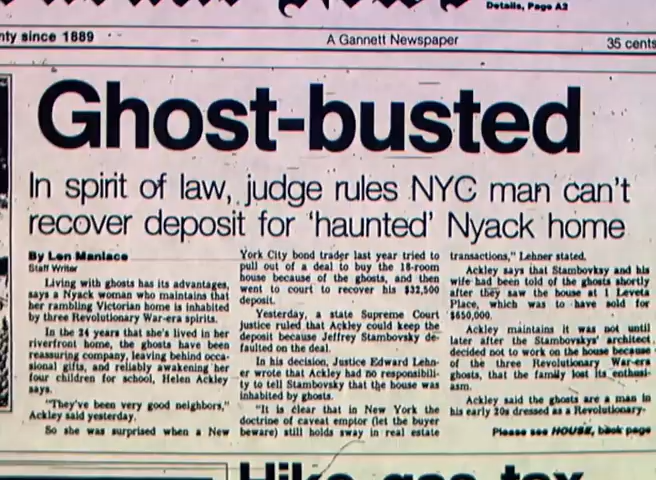 Details, Page A2
nty since 1889
A Gannett Newspaper
35 cents
Ghost-busted
In spirit of law, judge rules NYC man can't
recover deposit for 'haunted' Nyack home
By Len Maniace
Staff Writer
Living with ghosts has its advantages,
says a Nyack woman who maintains that
her rambling Victorian home is inhabited
by three Revolutionary War-era spirits.
In the 24 years that she's lived in her
riverfront home, the ghosts have been
reassuring company, leaving behind occa-
sional gifts, and reliably awakening her
four children for school, Helen Ackley
says.
"They've been very good neighbors,"
Ackley said yesterday.
So she was surprised when a New
York City bond trader last year tried to
pull out of a deal to buy the 18-room
house because of the ghosts, and then
went to court to recover his $32,500
deposit.
Yesterday, a state Supreme Court
justice ruled that Ackley could keep the
deposit because Jeffrey Stambovsky de-
faulted on the deal.
In his decision, Justice Edward Lehn-
er wrote that Ackley had no responsibili-
ty to tell Stambovsky that the house was
inhabited by ghosts.
"It is clear that in New York the
doctrine of caveat emptor (let the buyer
beware) still holds sway in real estate
transactions," Lehner stated.
Ackley says that Stambovksy and his
wife had been told of the ghosts shortly
after they saw the house at 1 Laveta
Place, which was to have sold for
$650,000.
Ackley maintains it was not until
later after the Stambovskys' architect
decided not to work on the house because
of the three Revolutionary War-era
ghosts, that the family lost its enthusi-
asm.
Ackley said the ghosts are a man in
his early 20s dressed as a Revolutionary-
Please see HOUSE, back page
Hike gas tax